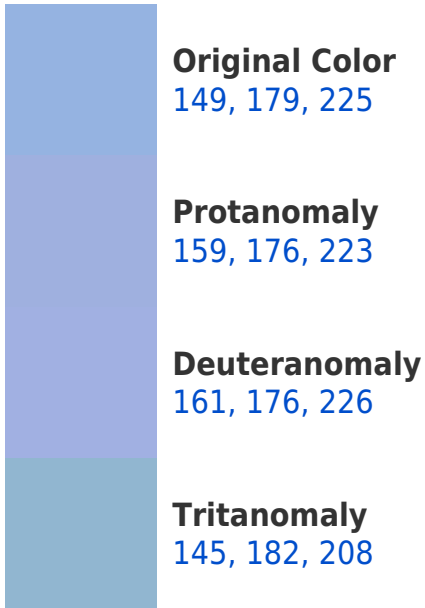 Original Color
149, 179, 225
Protanomaly
159, 176, 223
Deuteranomaly
161, 176, 226
Tritanomaly
145, 182, 208